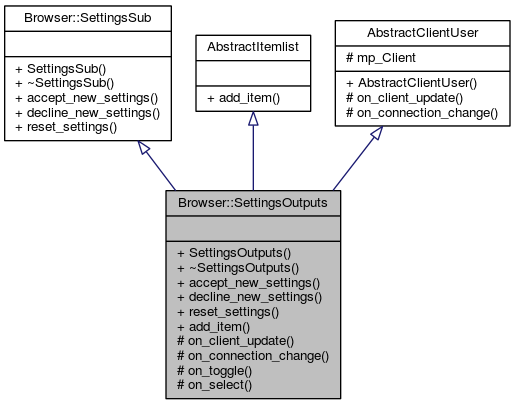 Browser::SettingsSub
+ SettingsSub()
+ ~SettingsSub()
+ accept_new_settings()
+ decline_new_settings()
+ reset_settings()
AbstractItemlist
+ add_item()
AbstractClientUser
# mp_Client
+ AbstractClientUser()
# on_client_update()
# on_connection_change()
Browser::SettingsOutputs
+ SettingsOutputs()
+ ~SettingsOutputs()
+ accept_new_settings()
+ decline_new_settings()
+ reset_settings()
+ add_item()
# on_client_update()
# on_connection_change()
# on_toggle()
# on_select()